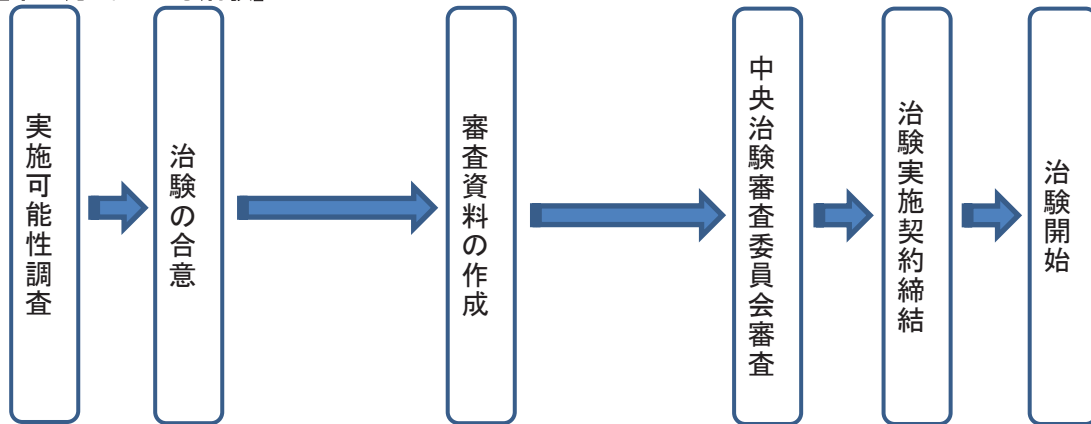 実施可能性調査
治験の合意
審査資料の作成
中央治験審査委員会審査
治験実施契約締結
治験開始